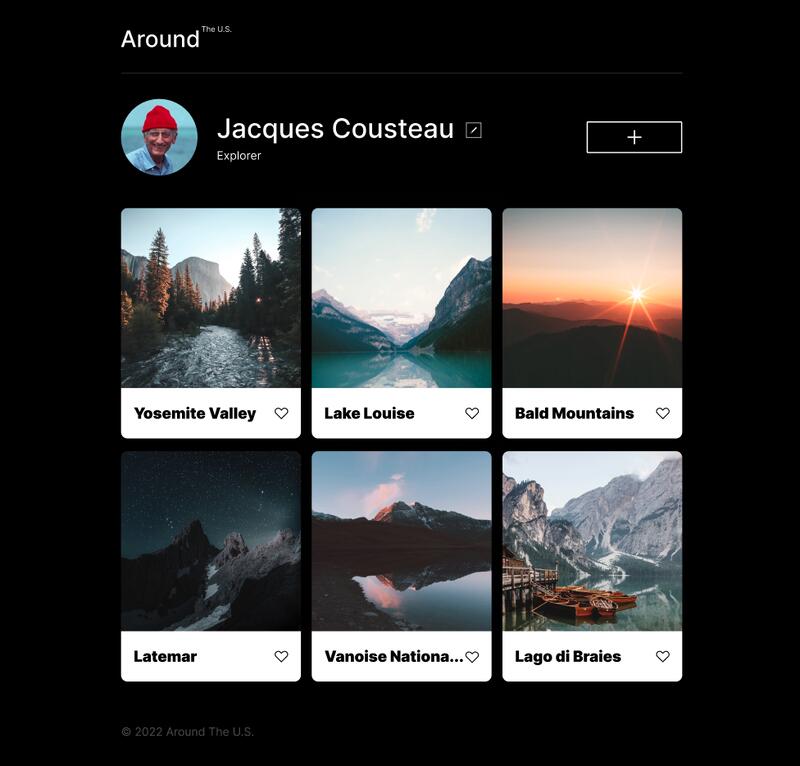 Around The U.S.
Jacques Cousteau
Explorer
Yosemite Valley
Lake Louise
Bald Mountains
Latemar
Vanoise Nationa...
Lago di Braies
© 2022 Around The U.S.